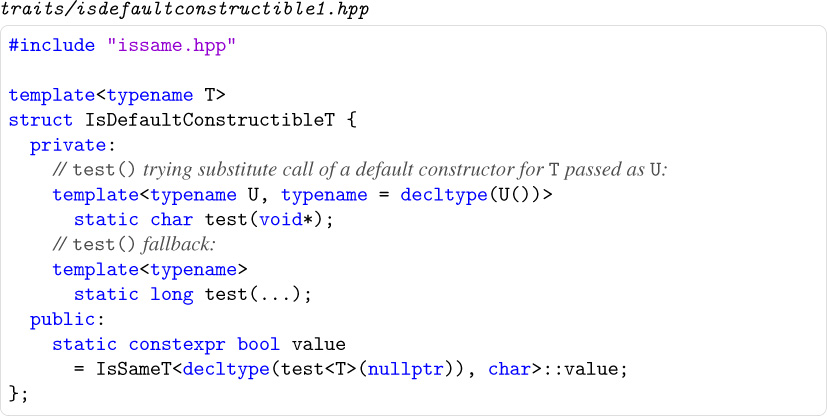 traits/isdefaultconstructible1.hpp
#include "issame.hpp"
template<typename T>
struct IsDefaultConstructibleT {
private:
// test() trying substitute call of a default constructor for T passed as U:
template<typename U, typename = decltype(U())>
static char test(void*);
// test() fallback:
template<typename>
static long test(...);
public:
static constexpr bool value
= IsSameT<decltype(test<T>(nullptr)), char>::value;
};